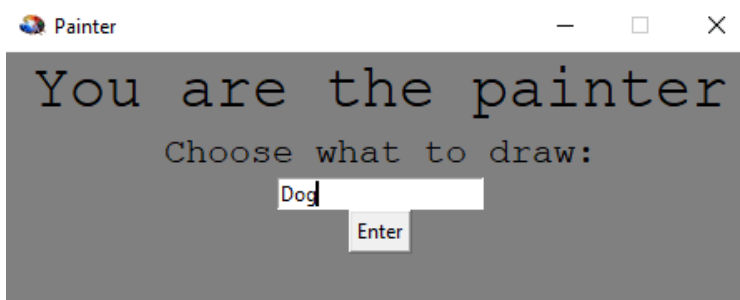 Painter
You are the painter
Choose what to draw:
Dog
Enter